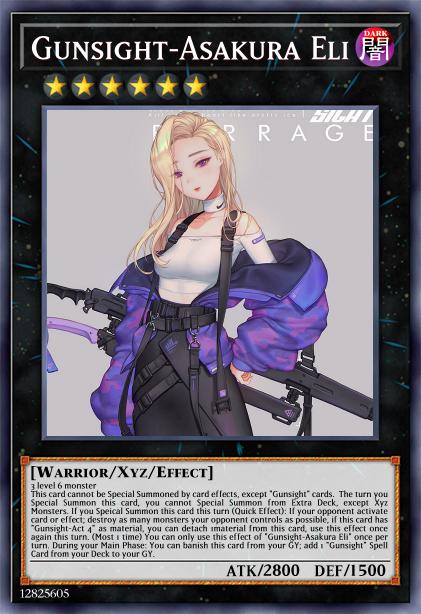 GUNSIGHT-ASAKURA ELI
DARK
闇
SIGHT
BARRAGE
[WARRIOR/XYZ/EFFECT]
3 level 6 monster
This card cannot be Special Summoned by card effects, except "Gunsight" cards. The turn you
Special Summon this card, you cannot Special Summon from Extra Deck, except Xyz
Monsters. If you Speical Summon this card this turn (Quick Effect): If your opponent activate
card or effect; destroy as many monsters your opponent controls as possible, if this card has
"Gunsight-Act 4" as material, you can detach 1material from this card, use this effect once
again this turn. (Most 1 time) You can only use this effect of "Gunsight-Asakura Eli" once per
turn. During your Main Phase: You can banish this card from your GY; add 1 "Gunsight" Spell
Card from your Deck to your GY.
ATK/2800 DEF/1500
12825605